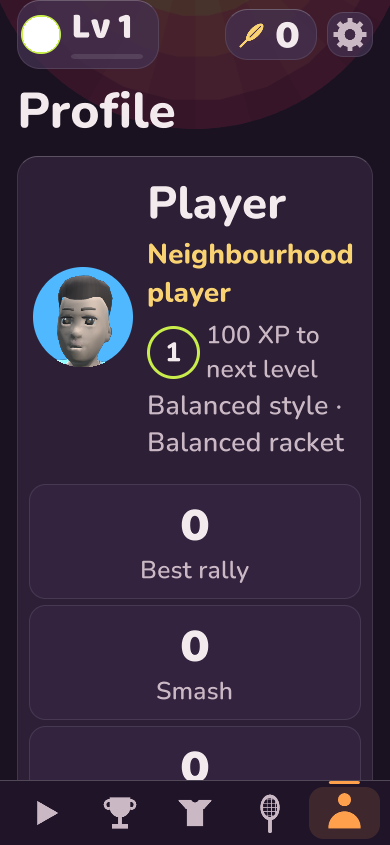 Lv 1
0
Profile
Player
Neighbourhood
player
1
100 XP to
next level
Balanced style ·
Balanced racket
0
Best rally
0
Smash
0